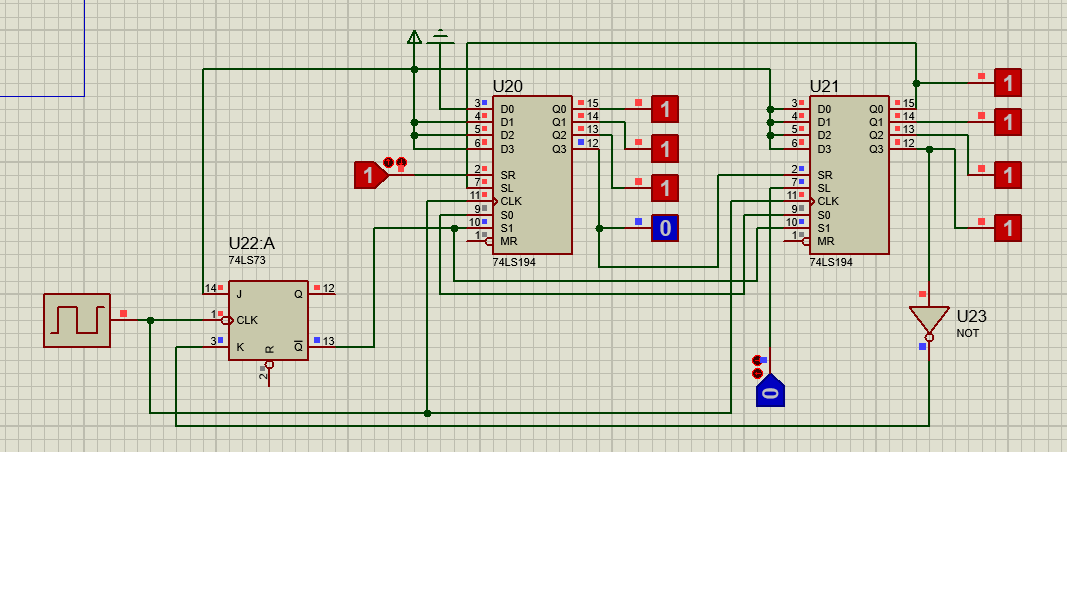 U20
3 D0 Q0 15
4 D1 Q1 14
5 D2 Q2 13
6 D3 Q3 12
2 SR
7 SL
11 CLK
9 S0
10 S1
1 MR
74LS194
1
1
1
0
1
U21
3 D0 Q0 15
4 D1 Q1 14
5 D2 Q2 13
6 D3 Q3 12
2 SR
7 SL
11 CLK
9 S0
10 S1
1 MR
74LS194
1
1
1
1
U22:A
74LS73
14 J Q 12
1 CLK
3 K Q 13
R
2
U23
NOT
0